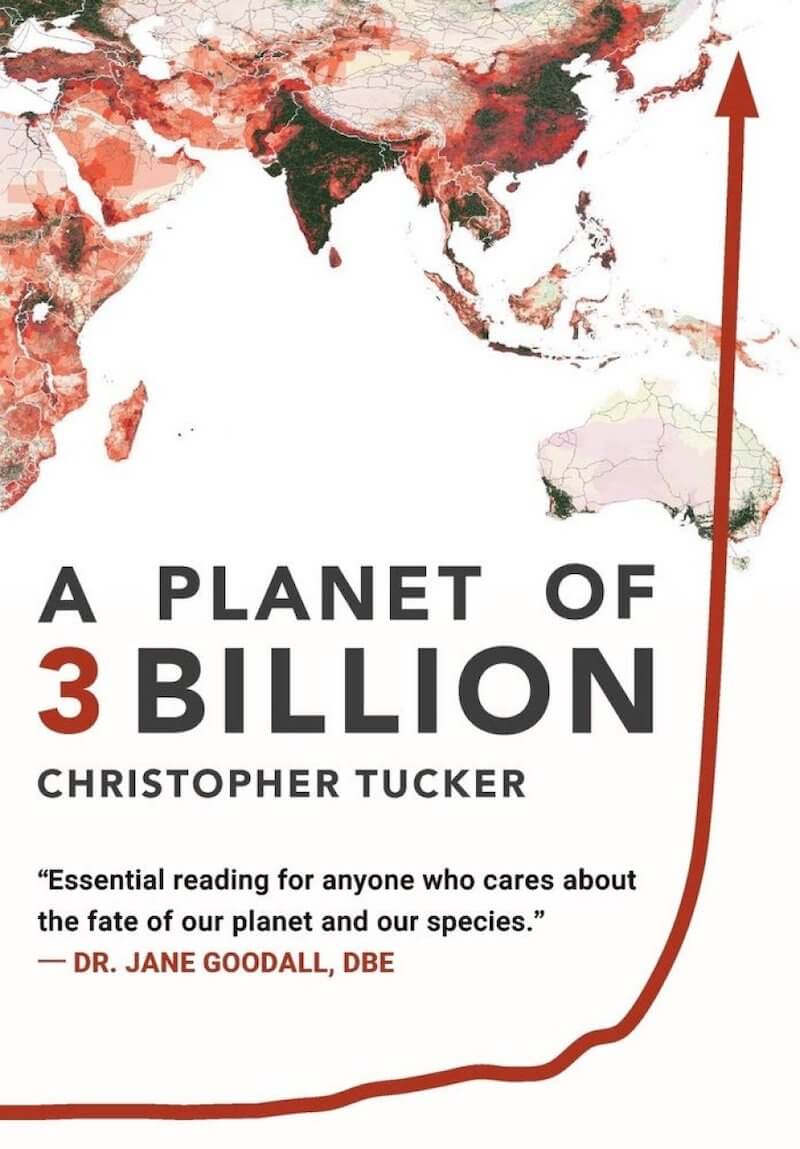 A PLANET OF
3 BILLION
CHRISTOPHER TUCKER
“Essential reading for anyone who cares about
the fate of our planet and our species.”
— DR. JANE GOODALL, DBE